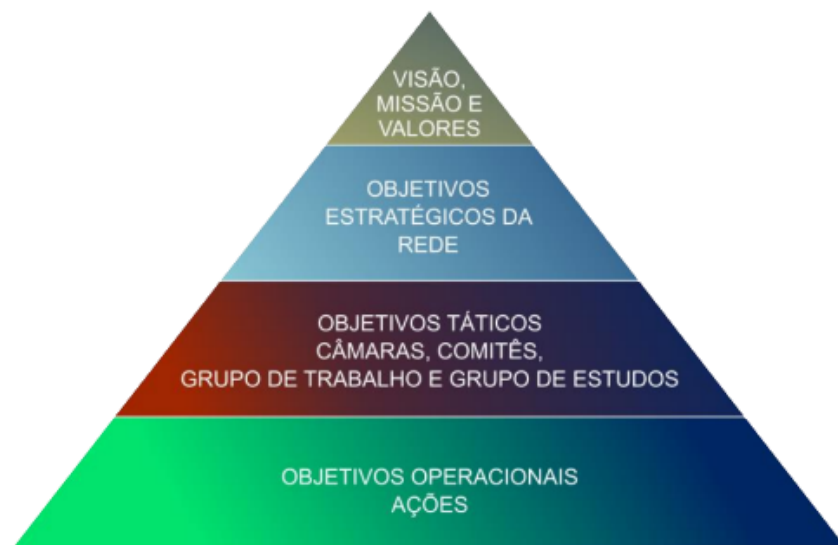 VISÃO,
MISSÃO E
VALORES
OBJETIVOS
ESTRATÉGICOS DA
REDE
OBJETIVOS TÁTICOS
CÂMARAS, COMITÊS,
GRUPO DE TRABALHO E GRUPO DE ESTUDOS
OBJETIVOS OPERACIONAIS
AÇÕES